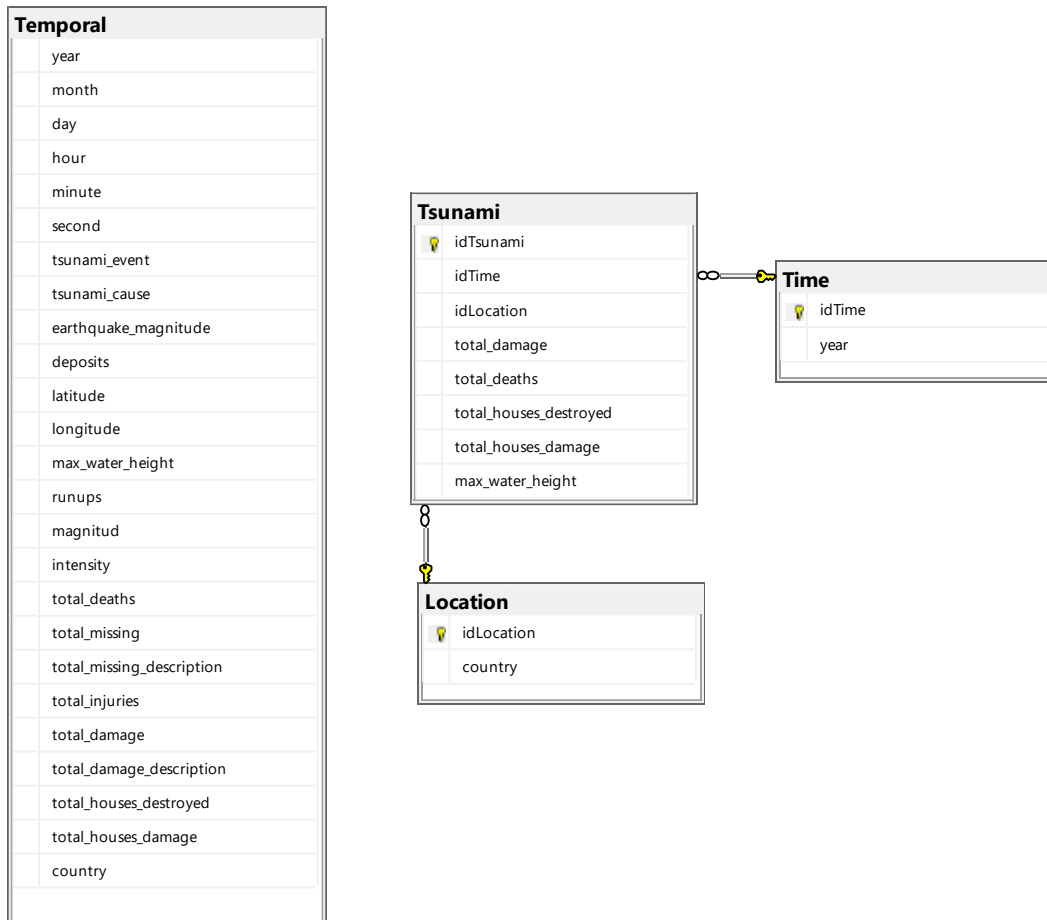 Temporal
year
month
day
hour
minute
second
tsunami_event
tsunami_cause
earthquake_magnitude
deposits
latitude
longitude
max_water_height
runups
magnitud
intensity
total_deaths
total_missing
total_missing_description
total_injuries
total_damage
total_damage_description
total_houses_destroyed
total_houses_damage
country
Tsunami
idTsunami
idTime
idLocation
total_damage
total_deaths
total_houses_destroyed
total_houses_damage
max_water_height
Time
idTime
year
Location
idLocation
country